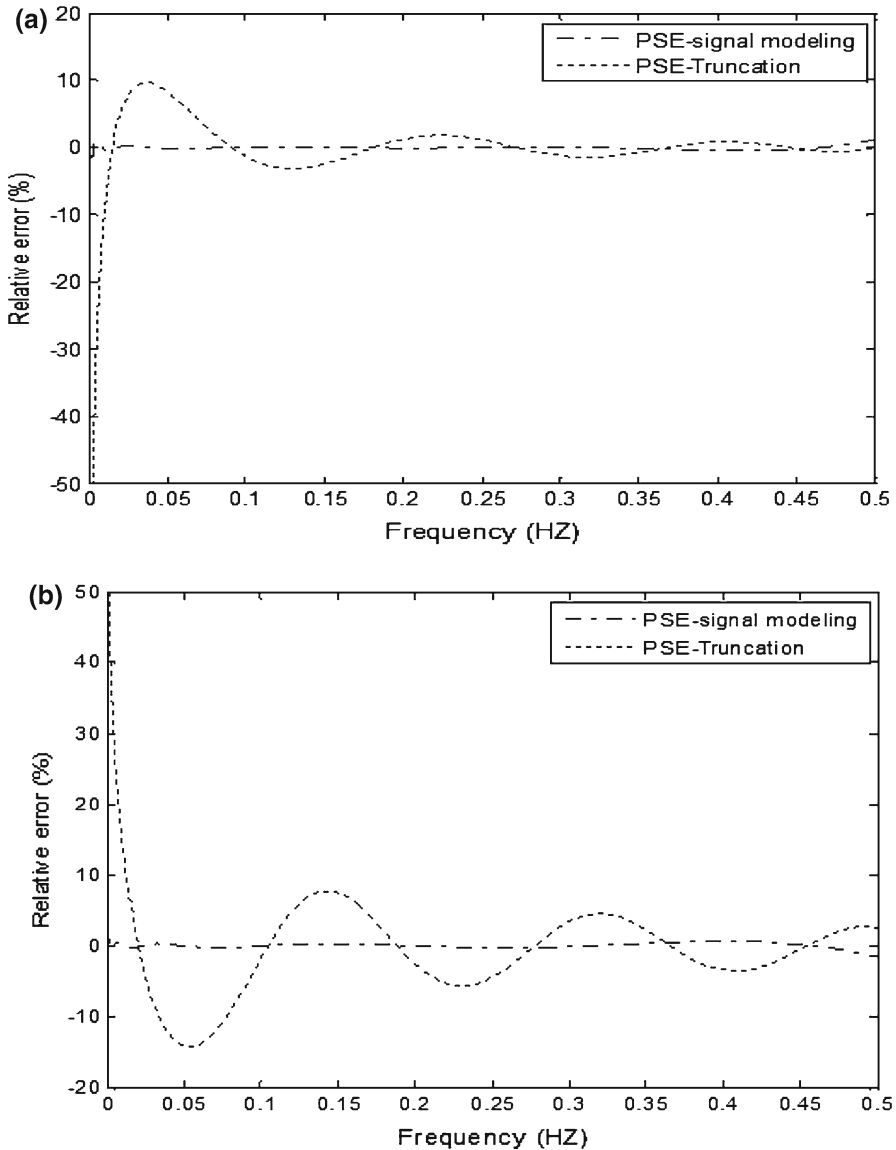 (a)
20
10
0
-10
-20
-30
-40
-50
Relative error (%)
PSE-signal modeling
PSE-Truncation
0 0.05 0.1 0.15 0.2 0.25 0.3 0.35 0.4 0.45 0.5
Frequency (HZ)
(b)
50
40
30
20
10
0
-10
-20
Relative error (%)
PSE-signal modeling
PSE-Truncation
0 0.05 0.1 0.15 0.2 0.25 0.3 0.35 0.4 0.45 0.5
Frequency (HZ)